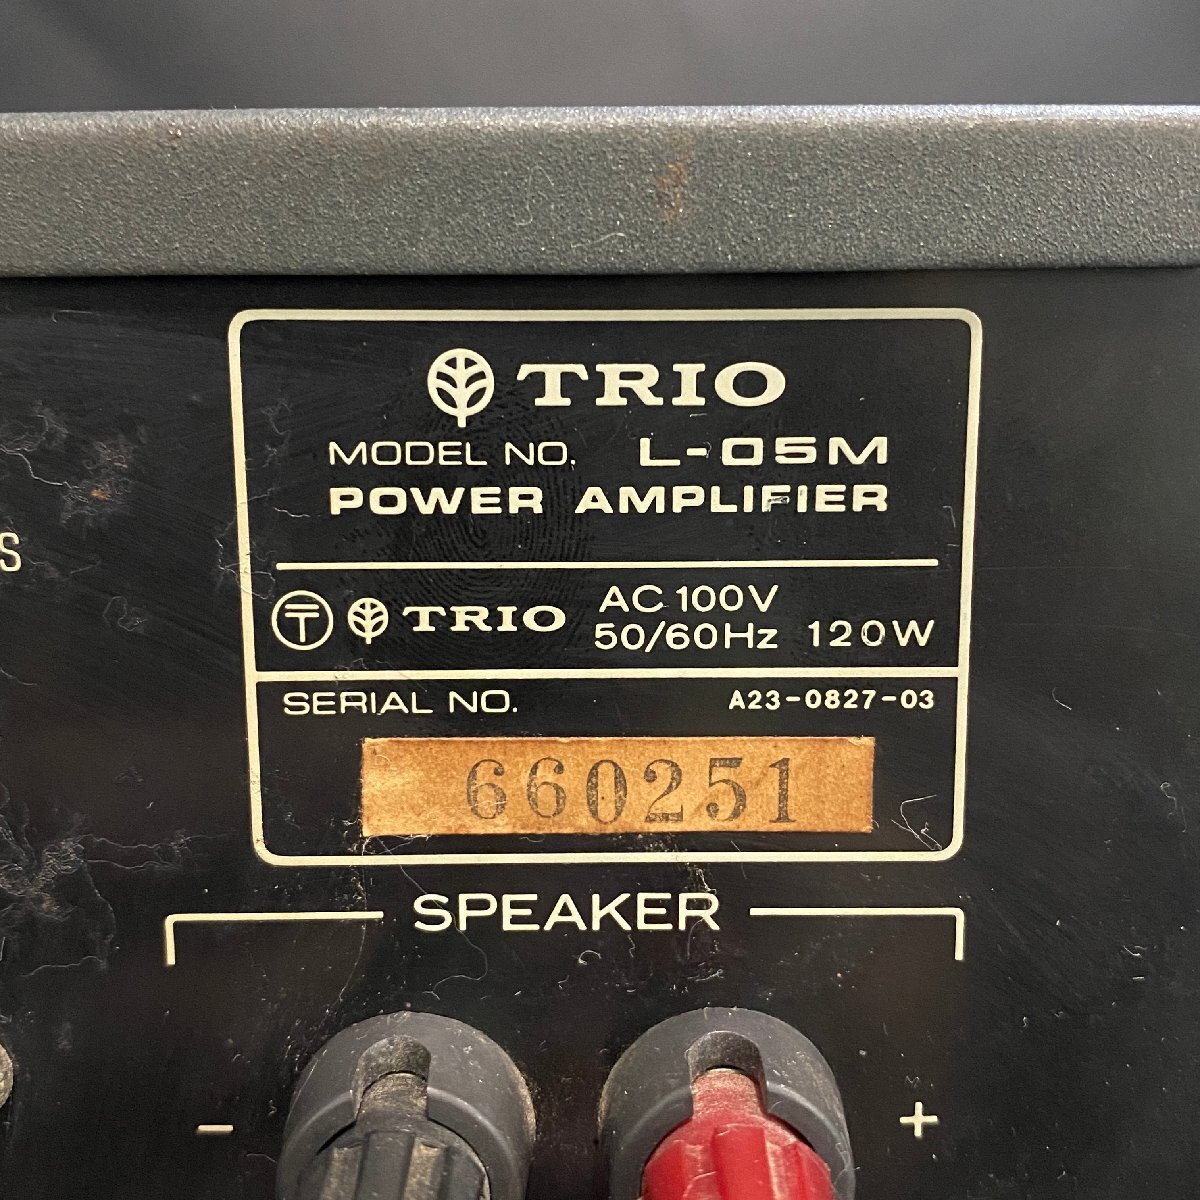 TRIO
MODEL NO. L-05M
POWER AMPLIFIER
TRIO AC 100V
50/60Hz 120W
SERIAL NO. A23-0827-03
660251
S
SPEAKER
- +